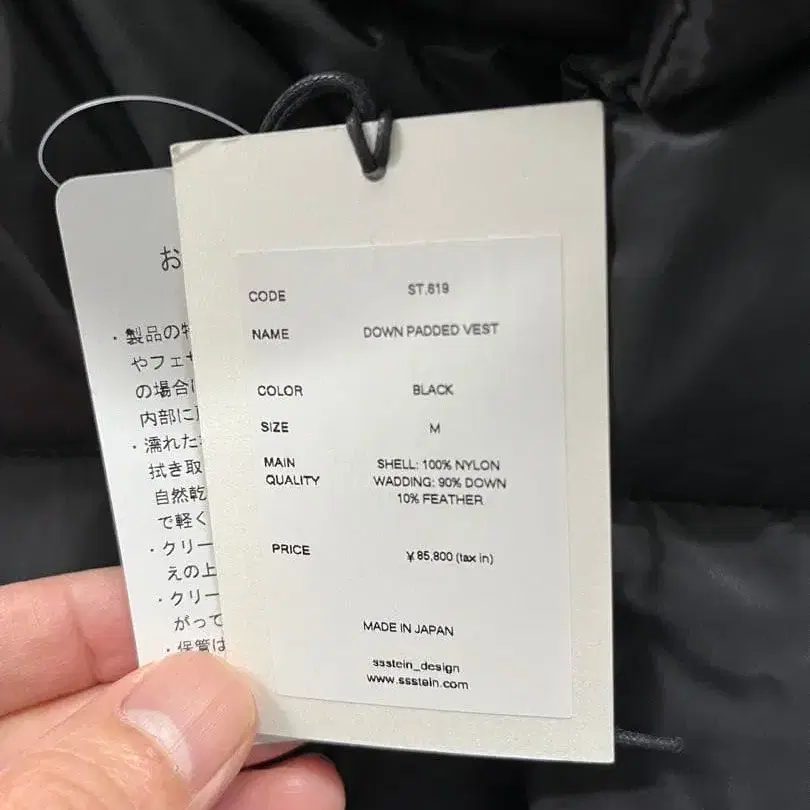 お
・製品の特
やフェザ
の場合
内部に
・濡れた
拭き取
自然乾
で軽く
・クリー
えの上
・クリー
がって
・保管は
CODE ST.619
NAME DOWN PADDED VEST
COLOR BLACK
SIZE M
MAIN QUALITY SHELL: 100% NYLON
WADDING: 90% DOWN
10% FEATHER
PRICE ¥85,800 (tax in)
MADE IN JAPAN
ssstein_design
www.ssstein.com